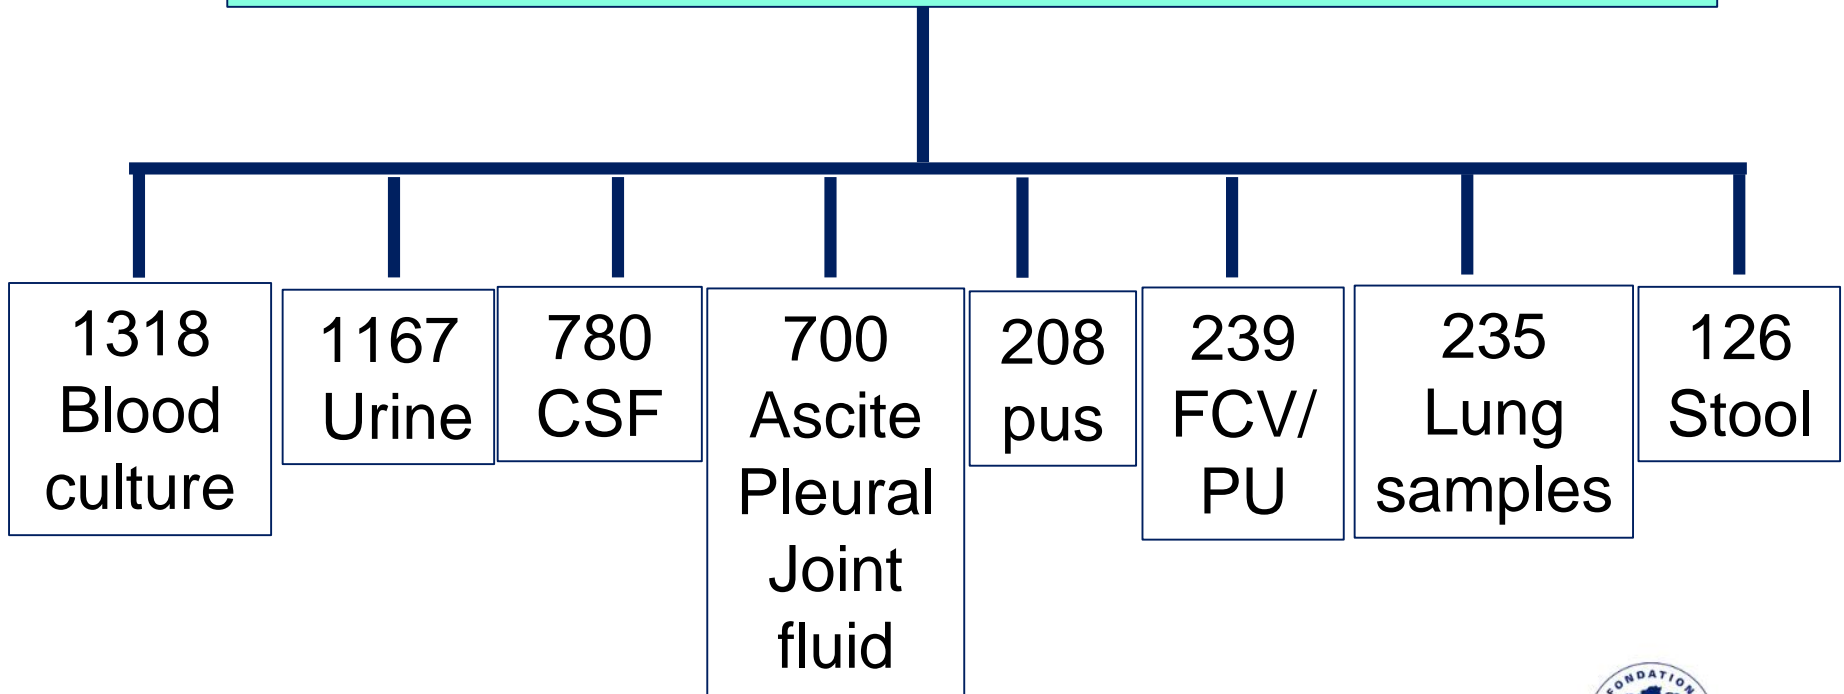 1318
Blood
culture
1167
Urine
780
CSF
700
Ascite
Pleural
Joint
fluid
208
pus
239
FCV/
PU
235
Lung
samples
126
Stool
FONDATIO